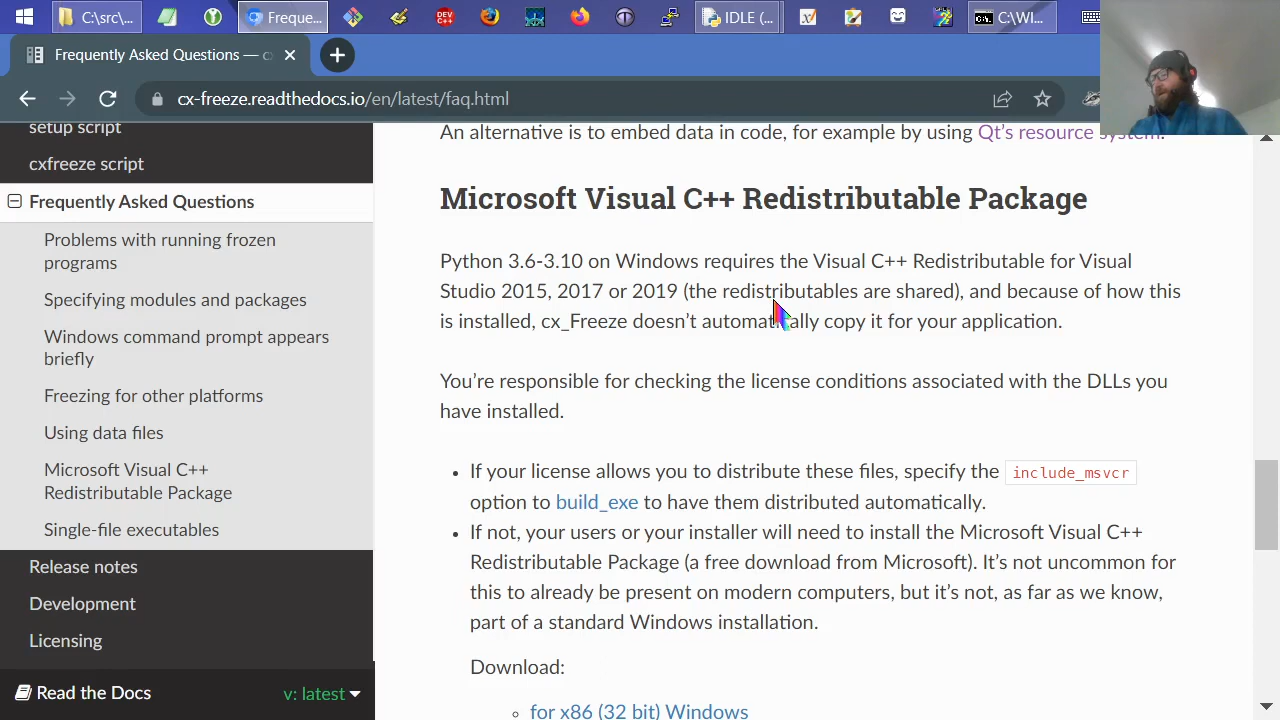 C:\src\...
Freque...
DEV
C++
IDLE (...
C:\WI...
Frequently Asked Questions — c
cx-freeze.readthedocs.io/en/latest/faq.html
setup script
cxfreeze script
Frequently Asked Questions
Problems with running frozen
programs
Specifying modules and packages
Windows command prompt appears
briefly
Freezing for other platforms
Using data files
Microsoft Visual C++
Redistributable Package
Single-file executables
Release notes
Development
Licensing
Read the Docs
v: latest
An alternative is to embed data in code, for example by using Qt's resource system.
Microsoft Visual C++ Redistributable Package
Python 3.6-3.10 on Windows requires the Visual C++ Redistributable for Visual
Studio 2015, 2017 or 2019 (the redistributables are shared), and because of how this
is installed, cx_Freeze doesn't automatically copy it for your application.
You're responsible for checking the license conditions associated with the DLLs you
have installed.
If your license allows you to distribute these files, specify the include_msvcr
option to build_exe to have them distributed automatically.
If not, your users or your installer will need to install the Microsoft Visual C++
Redistributable Package (a free download from Microsoft). It's not uncommon for
this to already be present on modern computers, but it's not, as far as we know,
part of a standard Windows installation.
Download:
for x86 (32 bit) Windows